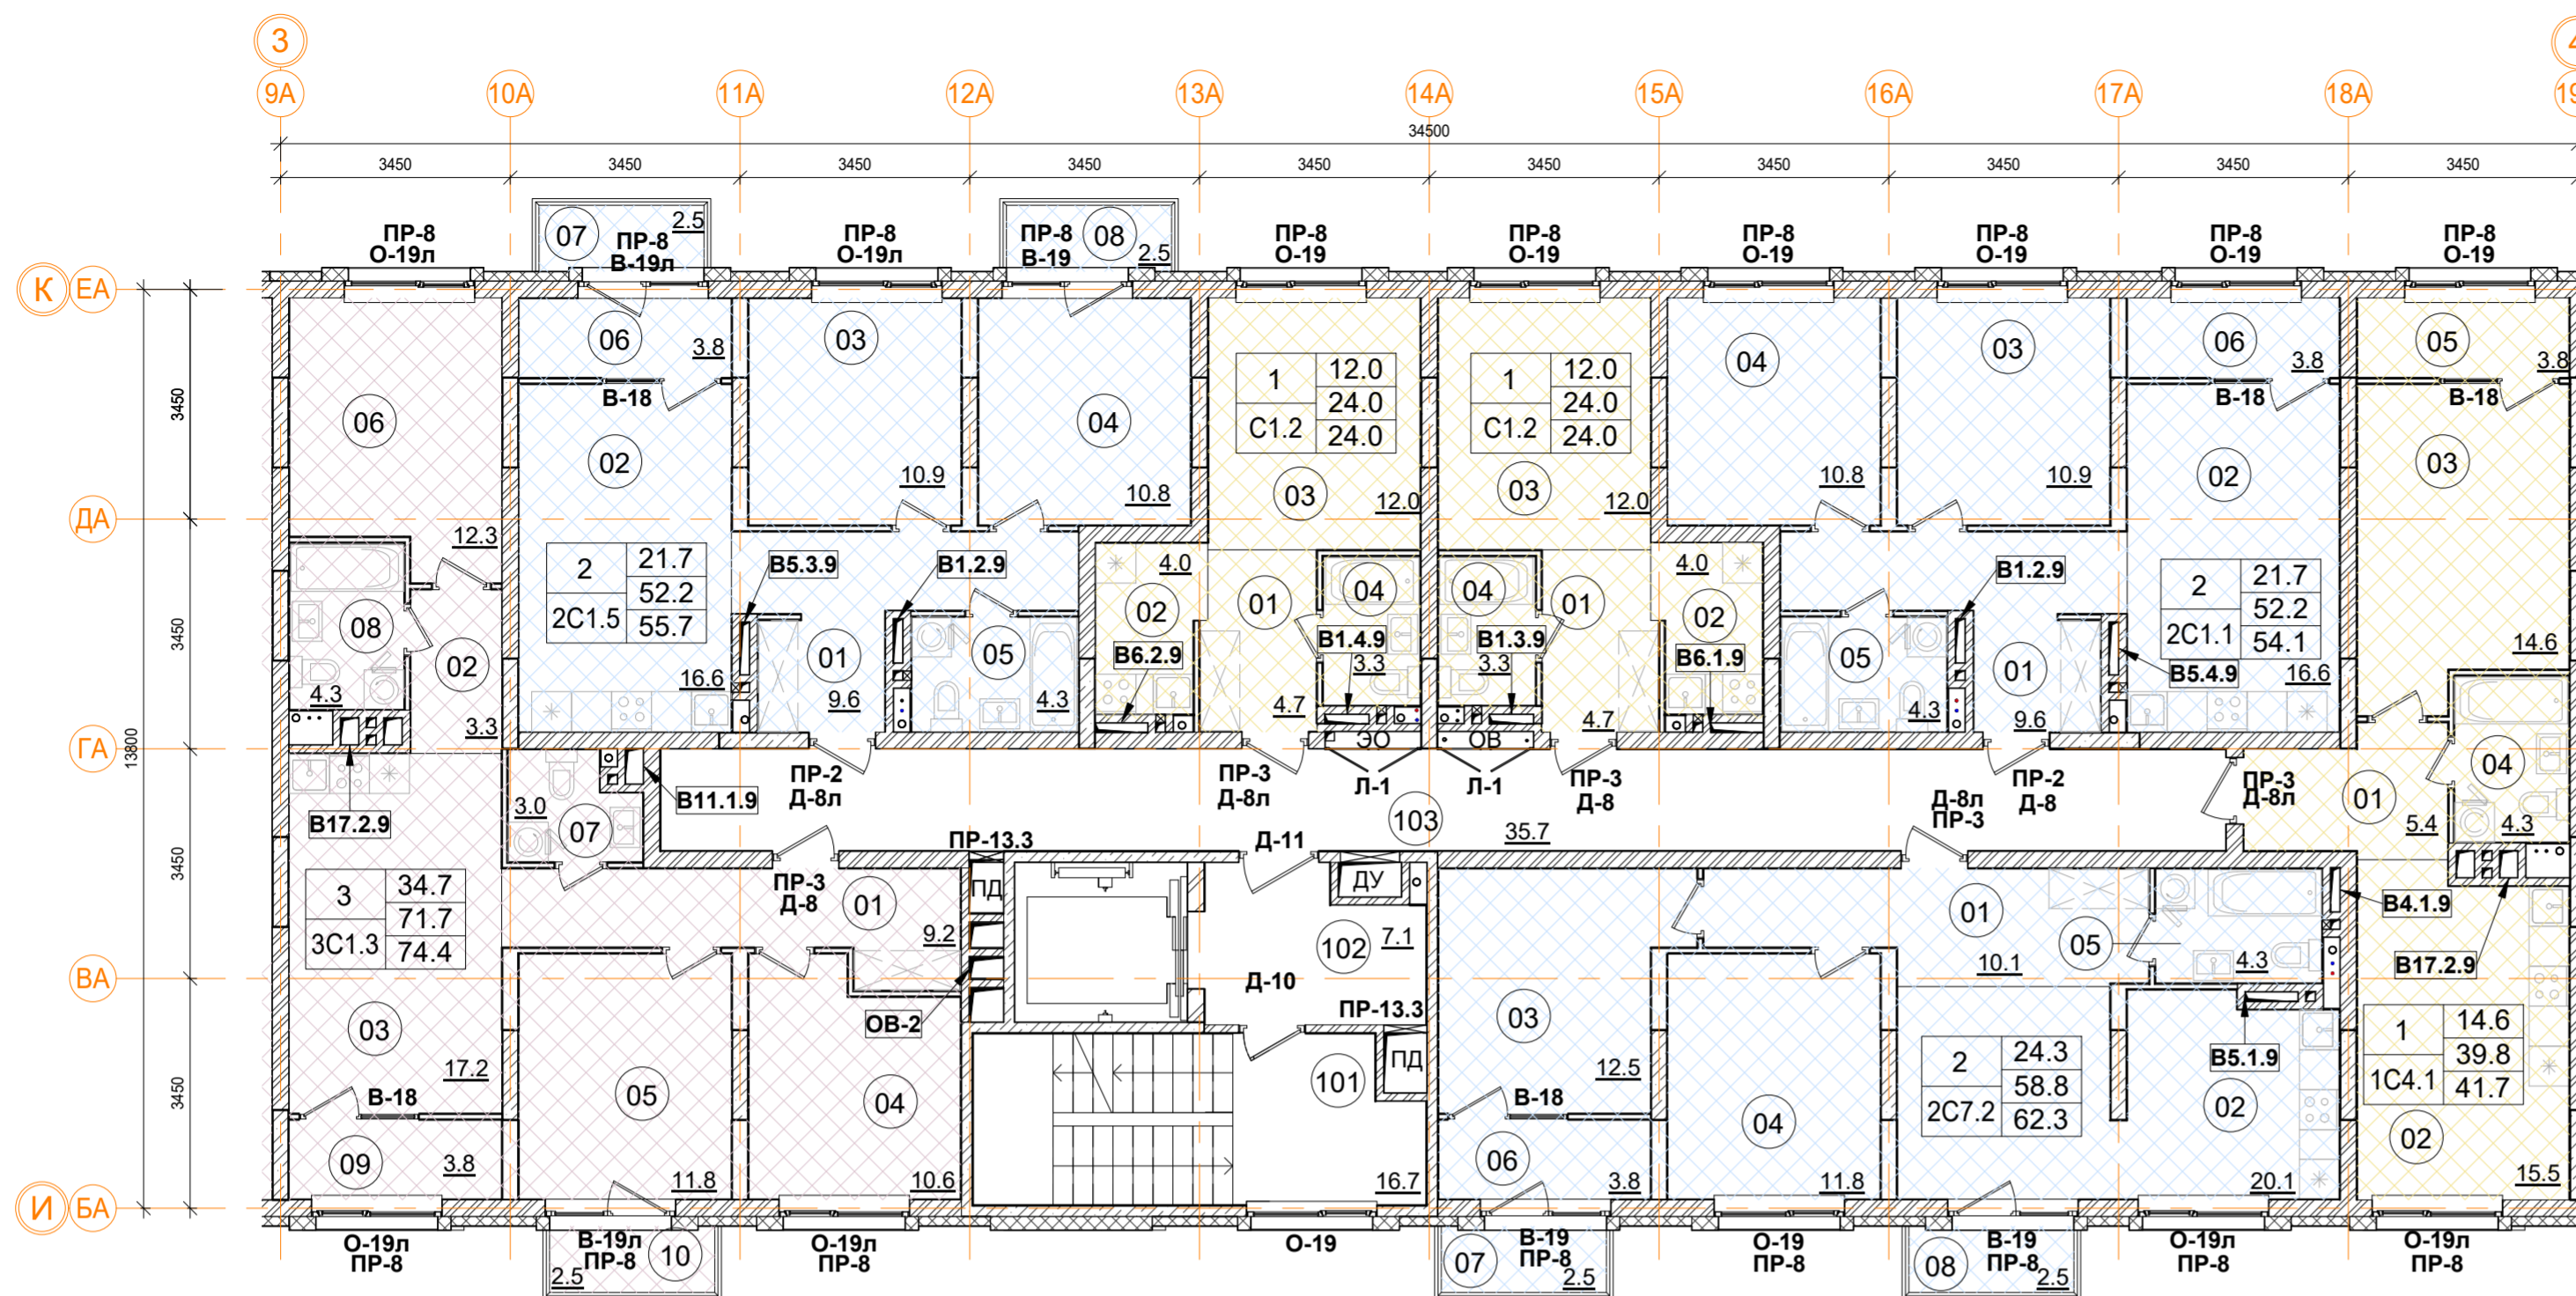 3
4
9А 10А 11А 12А 13А 14А 15А 16А 17А 18А
34500
3450 3450 3450 3450 3450 3450 3450 3450 3450 3450
07 2.5
ПР-8
В-19л
08 2.5
ПР-8
В-19
ПР-8
О-19л
ПР-8
О-19л
ПР-8
О-19
ПР-8
О-19
ПР-8
О-19
ПР-8
О-19
ПР-8
О-19
ПР-8
О-19
К ЕА
ДА
ГА
ВА
И БА
13800
3450
3450
3450
3450
06
12.3
08
4.3
02
3.3
В17.2.9
3 34.7
71.7
3С1.3 74.4
03
17.2
В-18
09
3.8
07
3.0
В11.1.9
01
9.2
05
11.8
04
10.6
10
2.5
О-19л
ПР-8
В-19л
ПР-8
О-19л
ПР-8
06
3.8
В-18
02
2 21.7
52.2
2С1.5 55.7
16.6
03
10.9
04
10.8
В5.3.9
В1.2.9
01
9.6
05
4.3
ПР-2
Д-8л
ПР-3
Д-8
1 12.0
24.0
С1.2 24.0
03
12.0
4.0
02
В6.2.9
01
4.7
04
В1.4.9
3.3
ЭО
Л-1
ПР-3
Д-8л
1 12.0
24.0
С1.2 24.0
03
12.0
04
В1.3.9
3.3
01
4.7
4.0
02
В6.1.9
ОВ
Л-1
ПР-3
Д-8
04
10.8
03
10.9
06
3.8
В-18
02
2 21.7
52.2
2С1.1 54.1
16.6
В1.2.9
В5.4.9
05
4.3
01
9.6
ПР-2
Д-8
05
3.8
В-18
03
14.6
04
4.3
01
5.4
ПР-3
Д-8л
В17.2.9
1 14.6
39.8
1С4.1 41.7
02
15.5
О-19л
ПР-8
103
35.7
ПР-13.3
ПД
Д-11
ДУ
102
7.1
Д-10
ОВ-2
ПР-13.3
ПД
101
16.7
О-19
Д-8л
ПР-3
01
10.1
05
4.3
В4.1.9
В5.1.9
03
12.5
В-18
06
3.8
04
11.8
2 24.3
58.8
2С7.2 62.3
02
20.1
07
В-19
ПР-8
2.5
О-19
ПР-8
08
В-19
ПР-8
2.5
О-19л
ПР-8